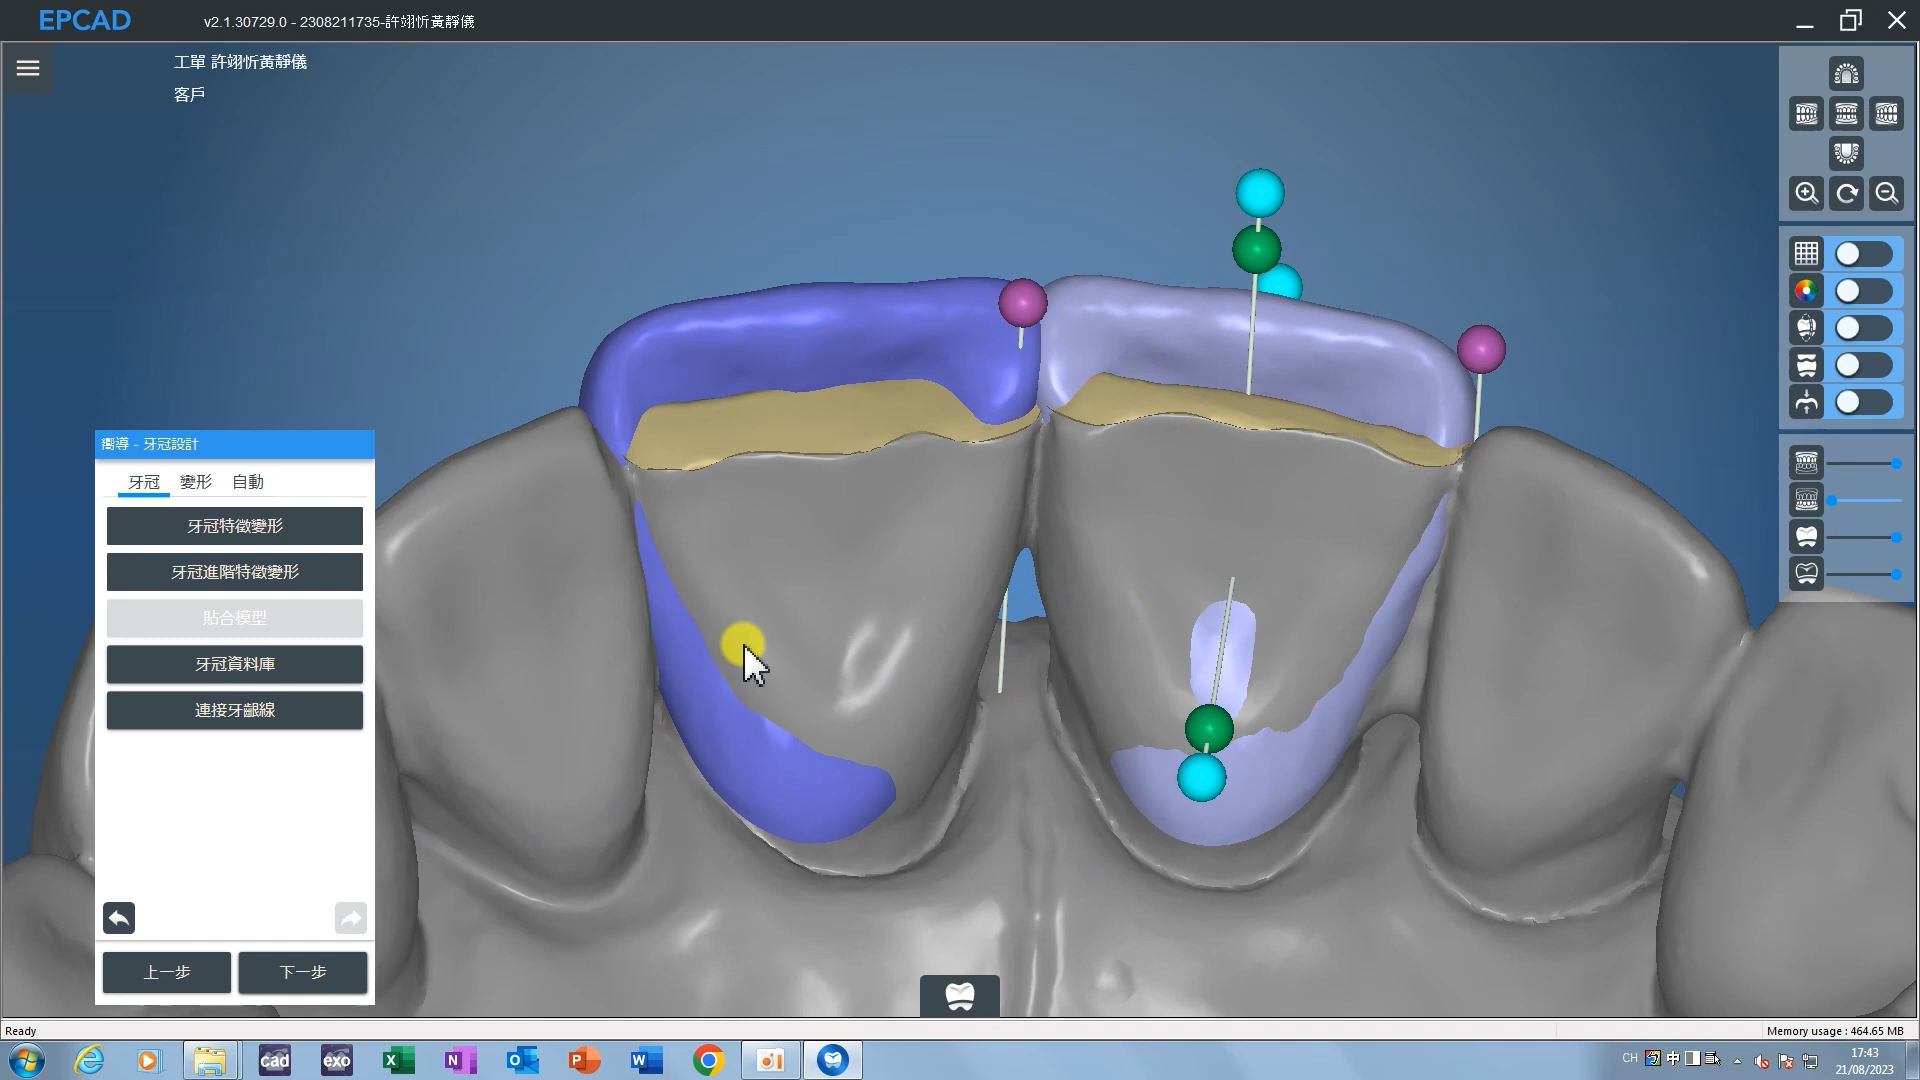 EPCAD
v2.1.30729.0 - 2308211735-許翊忻黃靜儀
工單 許翊忻黃靜儀
客戶
嚮導 - 牙冠設計
牙冠 變形 自動
牙冠特徵變形
牙冠進階特徵變形
貼合模型
牙冠資料庫
連接牙齦線
上一步 下一步
Ready
Memory usage : 464.65 MB
cad exo
CH 中
17:43
21/08/2023